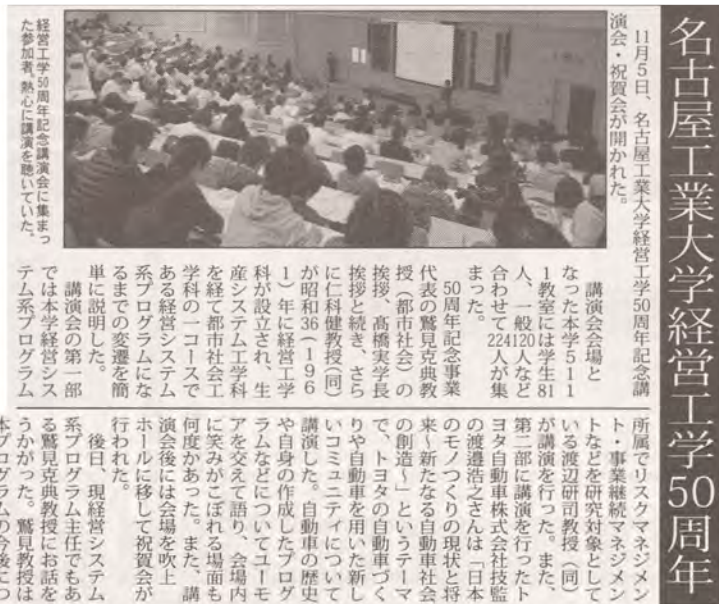 名古屋工業大学経営工学50周年
11月5日、名古屋工業大学経営工学50周年記念講
演会・祝賀会が開かれた。
経営工学50周年記念講演会に集まっ
た参加者。熱心に講演を聴いていた。
講演会会場と
なった本学511
1教室には学生81
人、一般120人など
合わせて224人が集
まった。
50周年記念事業
代表の鷲見克典教
授（都市社会）の
挨拶、髙橋実学長
挨拶と続き、さら
に仁科健教授（同）
が昭和36（196
1）年に経営工学
科が設立され、生
産システム工学科
を経て都市社会工
学科の一コースで
ある経営システム
系プログラムにな
るまでの変遷を簡
単に説明した。
講演会の第一部
では本学経営シス
テム系プログラム
所属でリスクマネジメン
ト・事業継続マネジメン
トなどを研究対象として
いる渡辺研司教授（同）
が講演を行った。また、
第二部に講演を行ったト
ヨタ自動車株式会社技監
の渡邉浩之さんは「日本
のモノつくりの現状と将
来～新たなる自動車社会
の創造～」というテーマ
で、トヨタの自動車づく
りや自動車を用いた新し
いコミュニティについて
講演した。自動車の歴史
や自身の作成したプログ
ラムなどについてユーモ
アを交えて語り、会場内
に笑みがこぼれる場面も
何度かあった。また、講
演会後には会場を吹上
ホールに移して祝賀会が
行われた。
後日、現経営システム
系プログラム主任でもあ
る鷲見克典教授にお話を
うかがった。鷲見教授は
本プログラムの今後につ